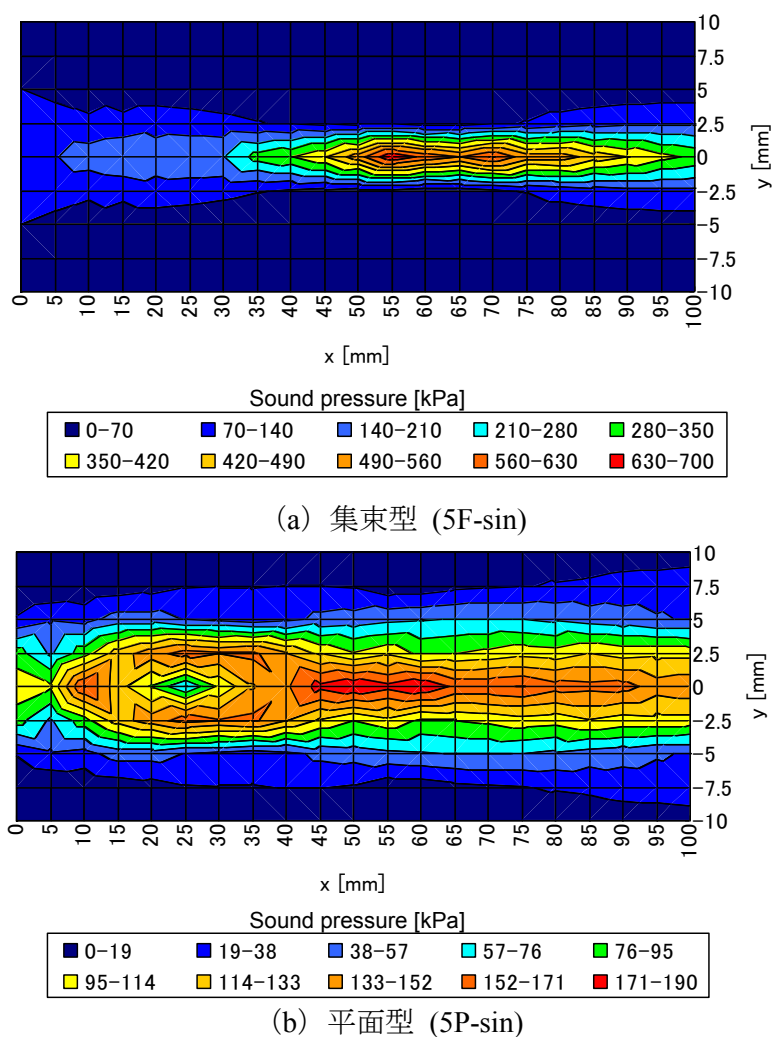 10
7.5
5
2.5
0
-2.5
-5
-7.5
-10
y [mm]
0 5 10 15 20 25 30 35 40 45 50 55 60 65 70 75 80 85 90 95 100
x [mm]
Sound pressure [kPa]
0-70 70-140 140-210 210-280 280-350
350-420 420-490 490-560 560-630 630-700
(a) 集束型 (5F-sin)
10
7.5
5
2.5
0
-2.5
-5
-7.5
-10
y [mm]
0 5 10 15 20 25 30 35 40 45 50 55 60 65 70 75 80 85 90 95 100
x [mm]
Sound pressure [kPa]
0-19 19-38 38-57 57-76 76-95
95-114 114-133 133-152 152-171 171-190
(b) 平面型 (5P-sin)